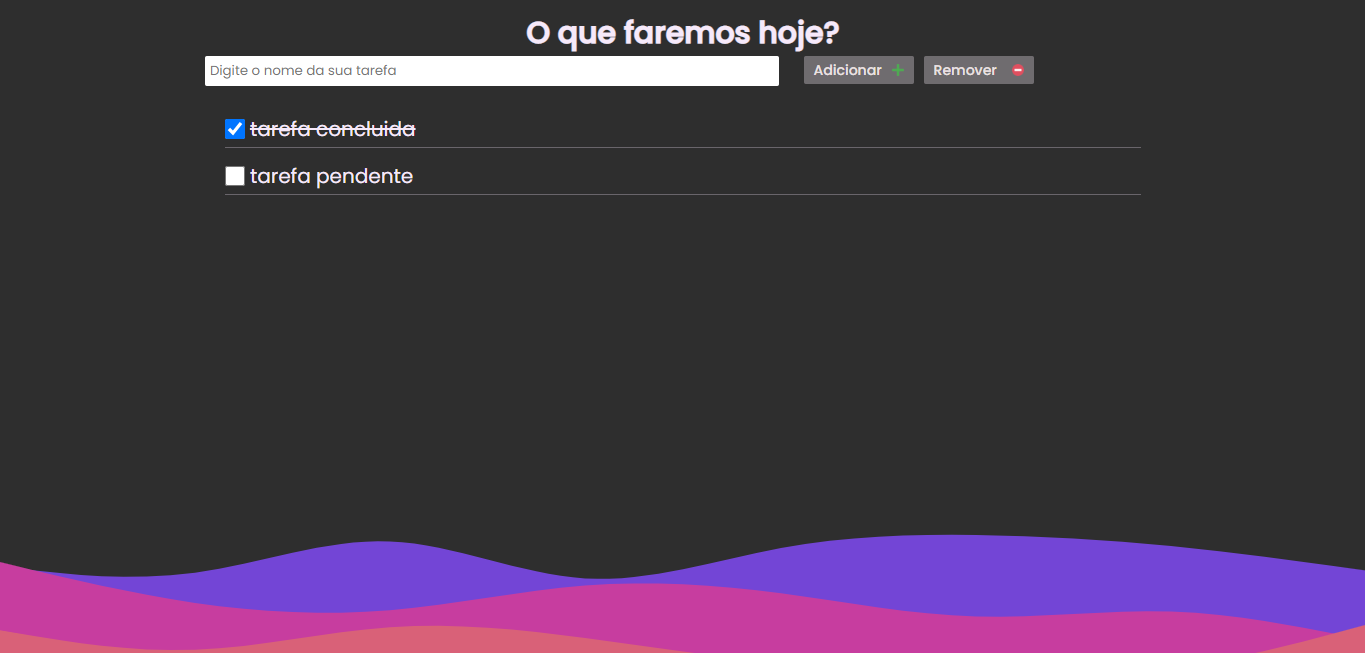 O que faremos hoje?
Digite o nome da sua tarefa
Adicionar
Remover
tarefa concluida
tarefa pendente